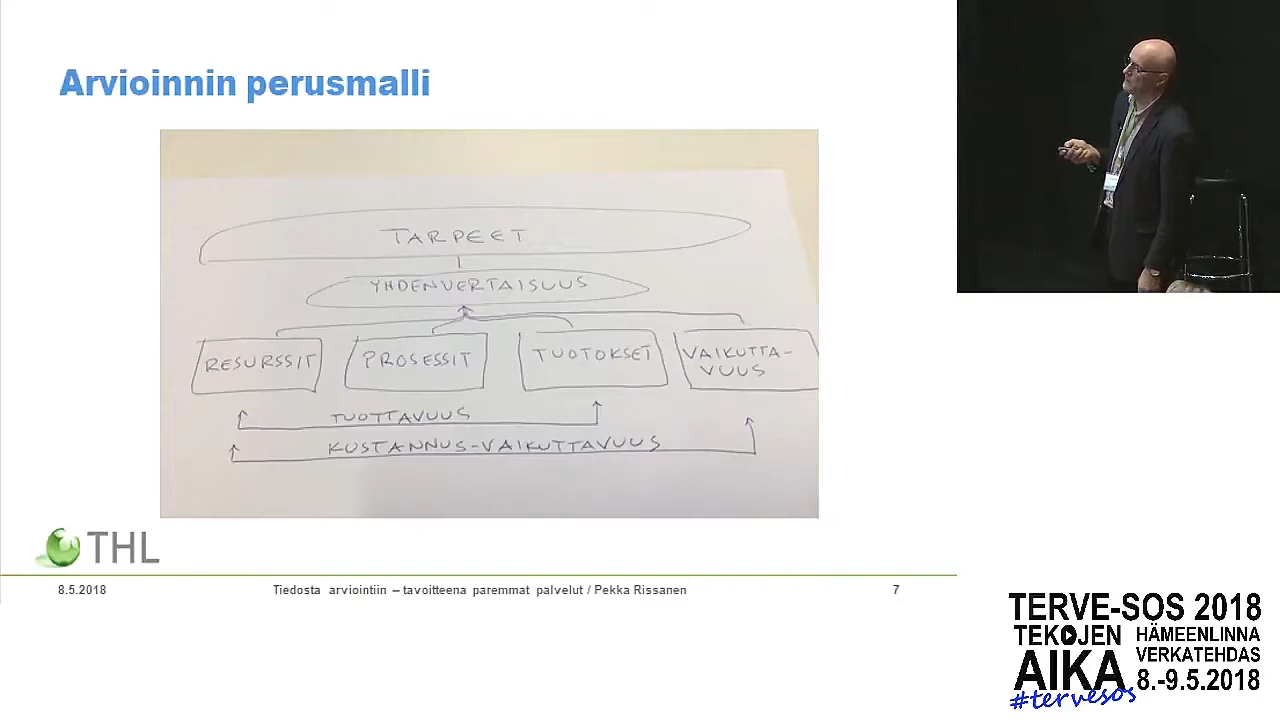 Arvioinnin perusmalli
TARPEET
YHDENVERTAISUUS
RESURSSIT
PROSESSIT
TUOTOKSET
VAIKUTTA-
VUUS
TUOTTAVUUS
KUSTANNUS-VAIKUTTAVUUS
THL
8.5.2018
Tiedosta arviointiin – tavoitteena paremmat palvelut / Pekka Rissanen
7
TERVE-SOS 2018
TEKOJEN
AIKA
HÄMEENLINNA
VERKATEHDAS
8.-9.5.2018
#tervesos